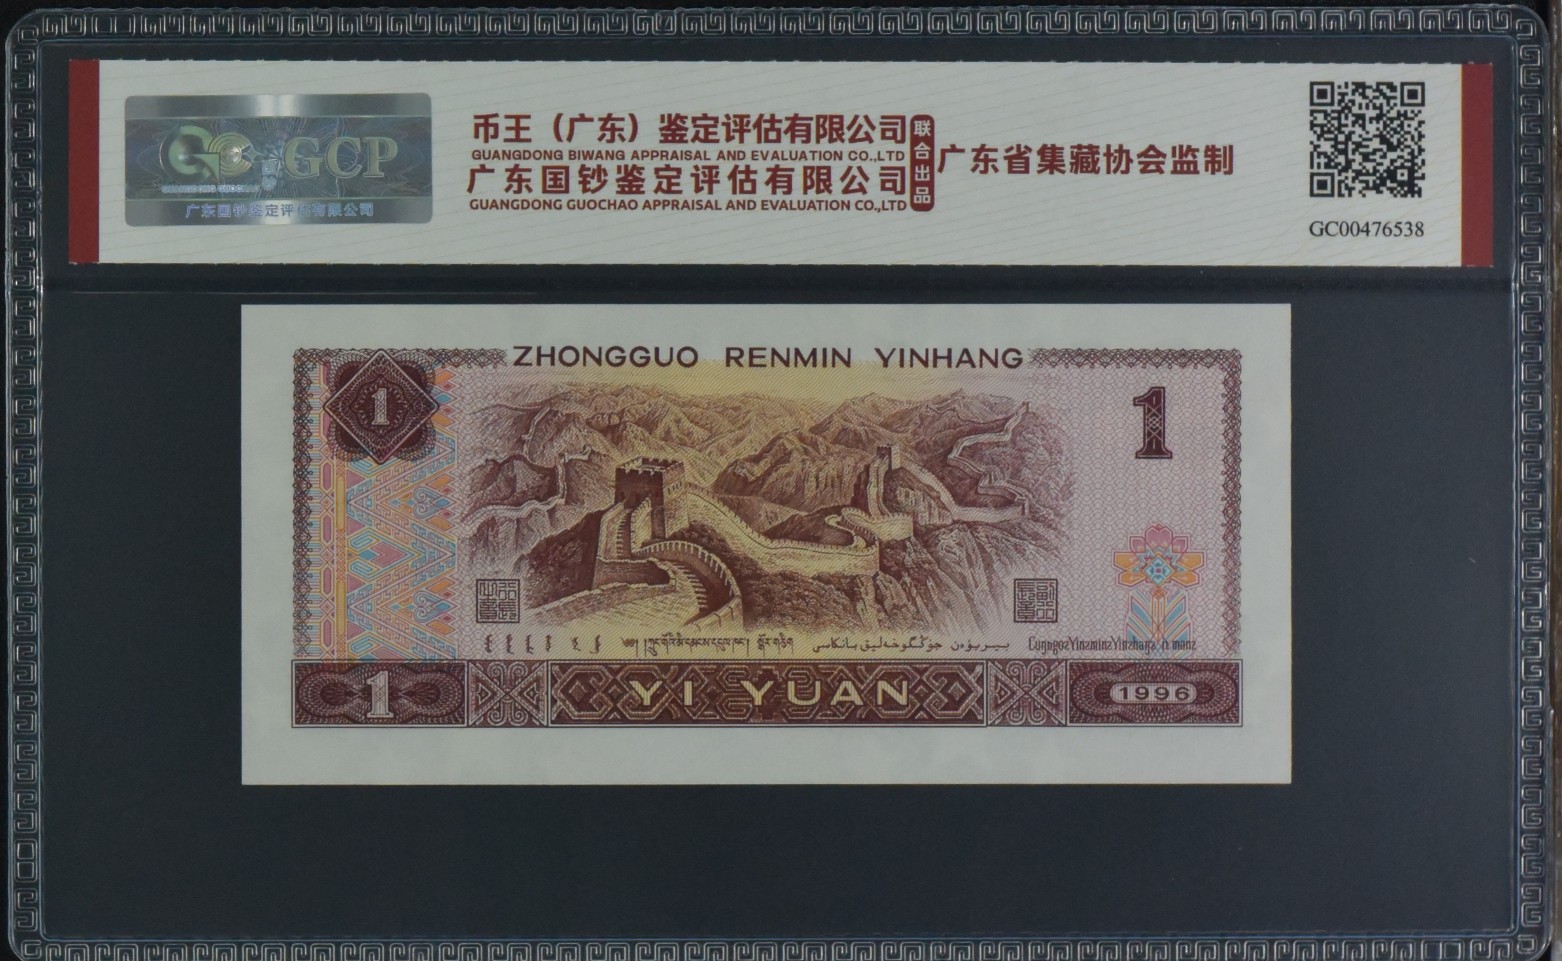 GCP
GUANGDONG GUOCHAO
广东国钞鉴定评估有限公司
币王（广东）鉴定评估有限公司
GUANGDONG BIWANG APPRAISAL AND EVALUATION CO.,LTD
广东国钞鉴定评估有限公司
GUANGDONG GUOCHAO APPRAISAL AND EVALUATION CO.,LTD
联合出品
广东省集藏协会监制
GC00476538
ZHONGGUO RENMIN YINHANG
1
1
1
YI YUAN
1996